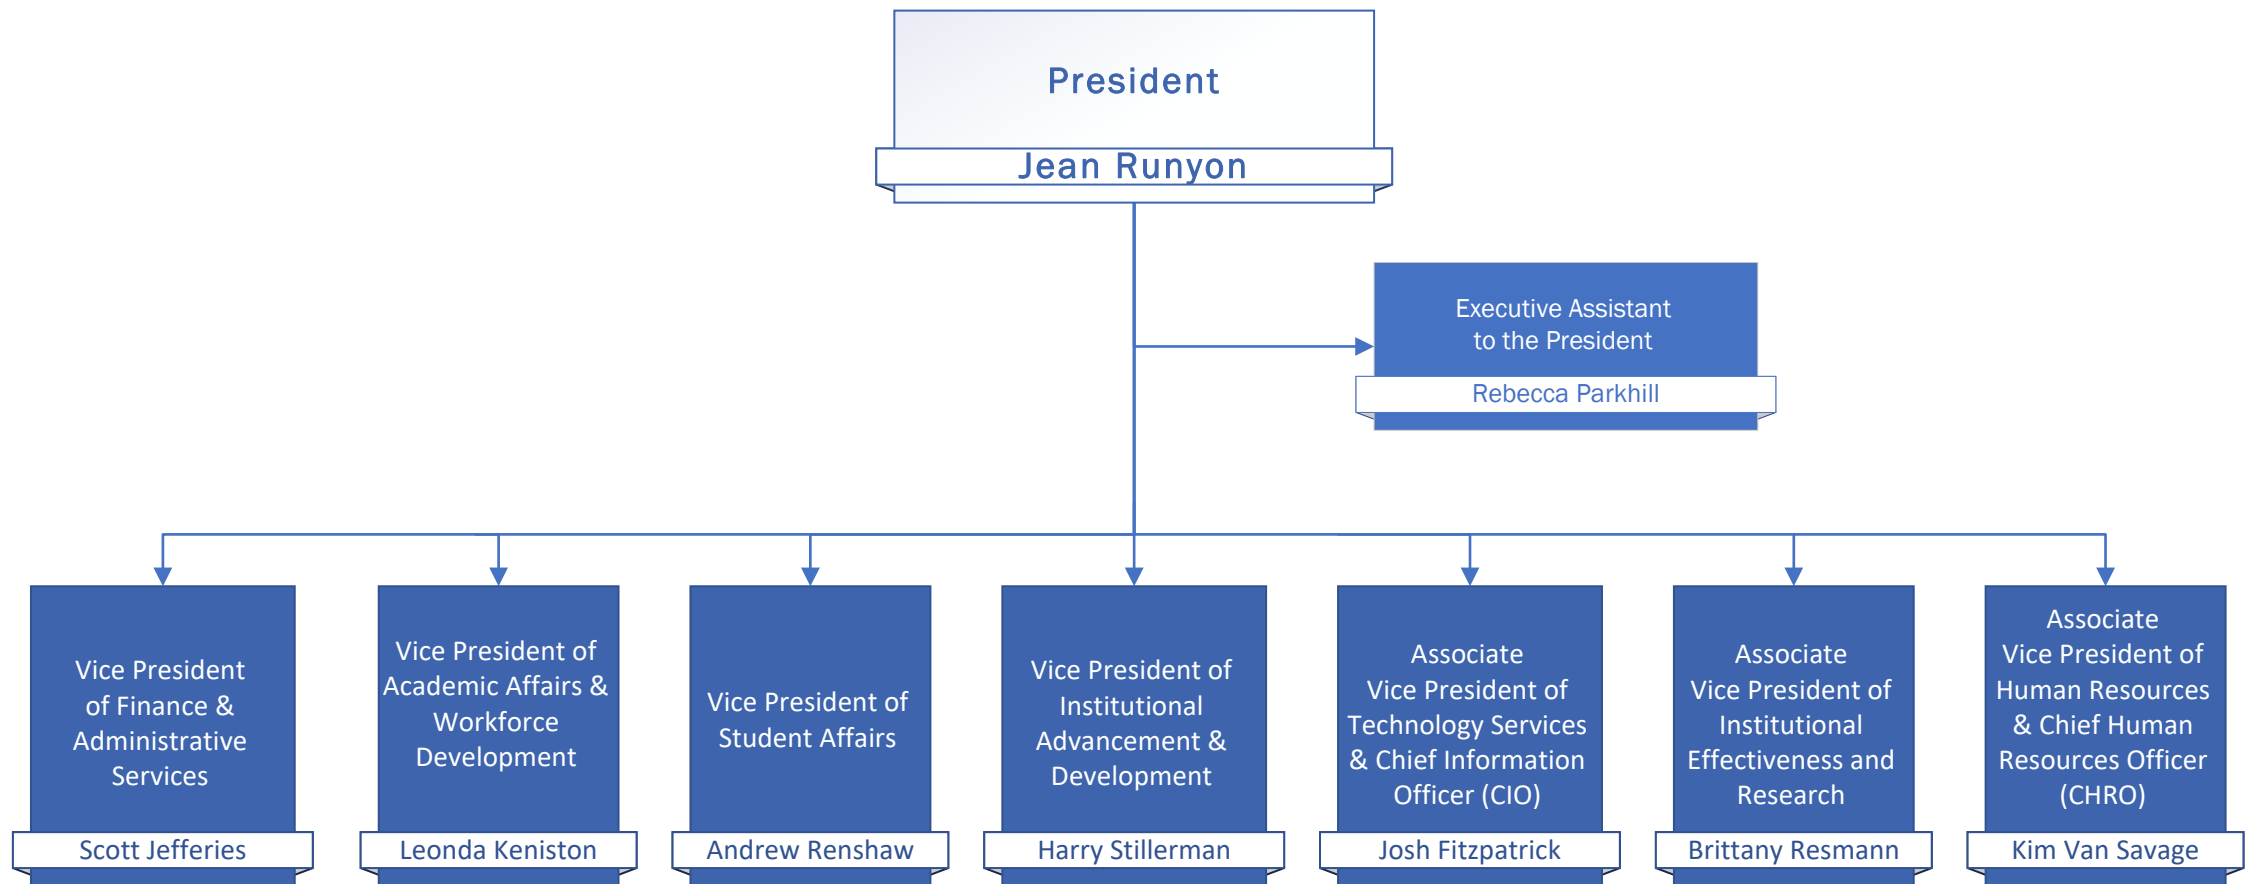 President
Jean Runyon
Executive Assistant
to the President
Rebecca Parkhill
Vice President
of Finance &
Administrative
Services
Scott Jefferies
Vice President of
Academic Affairs &
Workforce
Development
Leonda Keniston
Vice President of
Student Affairs
Andrew Renshaw
Vice President of
Institutional
Advancement &
Development
Harry Stillerman
Associate
Vice President of
Technology Services
& Chief Information
Officer (CIO)
Josh Fitzpatrick
Associate
Vice President of
Institutional
Effectiveness and
Research
Brittany Resmann
Associate
Vice President of
Human Resources
& Chief Human
Resources Officer
(CHRO)
Kim Van Savage